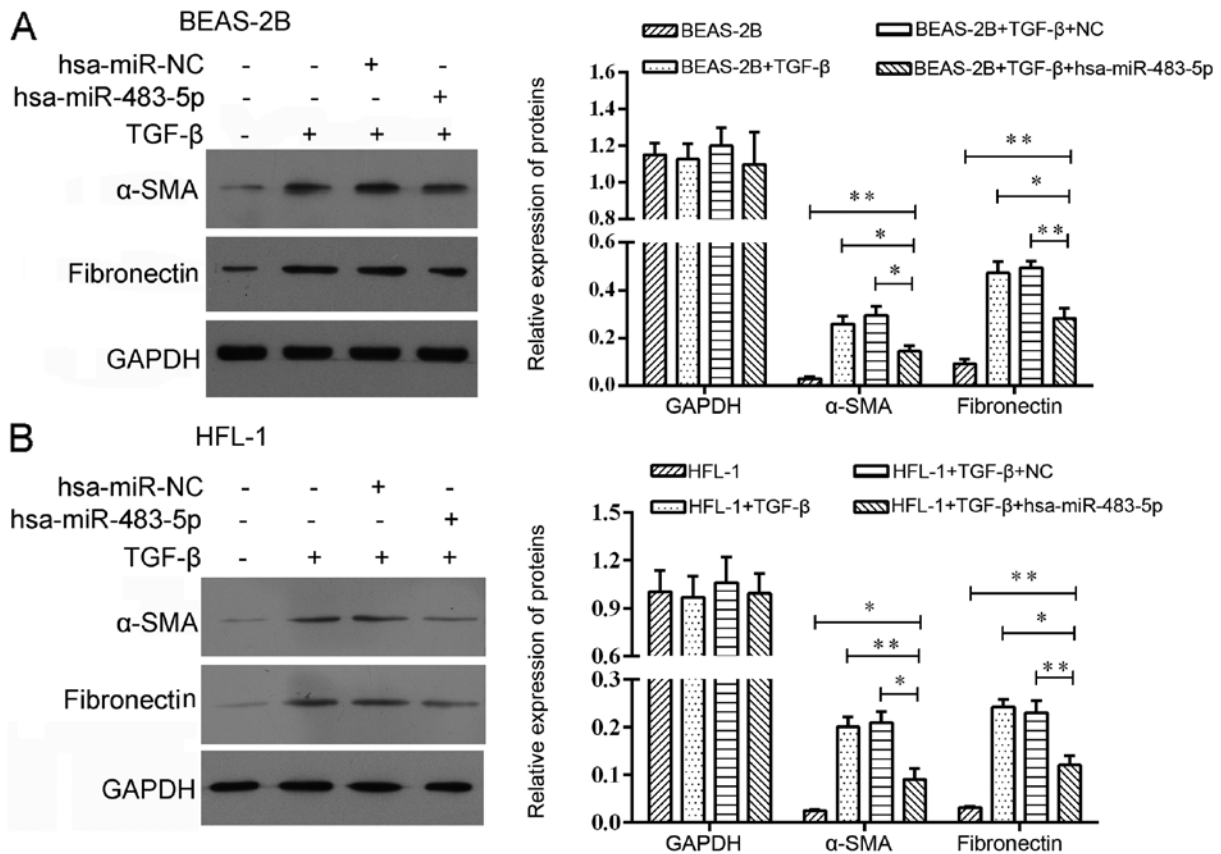 A
BEAS-2B
hsa-miR-NC - - + -
hsa-miR-483-5p - - - +
TGF-β - + + +
α-SMA
Fibronectin
GAPDH
BEAS-2B
BEAS-2B+TGF-β+NC
BEAS-2B+TGF-β
BEAS-2B+TGF-β+hsa-miR-483-5p
Relative expression of proteins
1.6
1.4
1.2
1.0
0.8
0.6
0.4
0.2
0.0
**
*
*
**
*
**
GAPDH
α-SMA
Fibronectin
B
HFL-1
hsa-miR-NC - - + -
hsa-miR-483-5p - - - +
TGF-β - + + +
α-SMA
Fibronectin
GAPDH
HFL-1
HFL-1+TGF-β+NC
HFL-1+TGF-β
HFL-1+TGF-β+hsa-miR-483-5p
Relative expression of proteins
1.5
1.2
0.9
0.6
0.3
0.2
0.1
0.0
*
**
*
**
*
**
GAPDH
α-SMA
Fibronectin